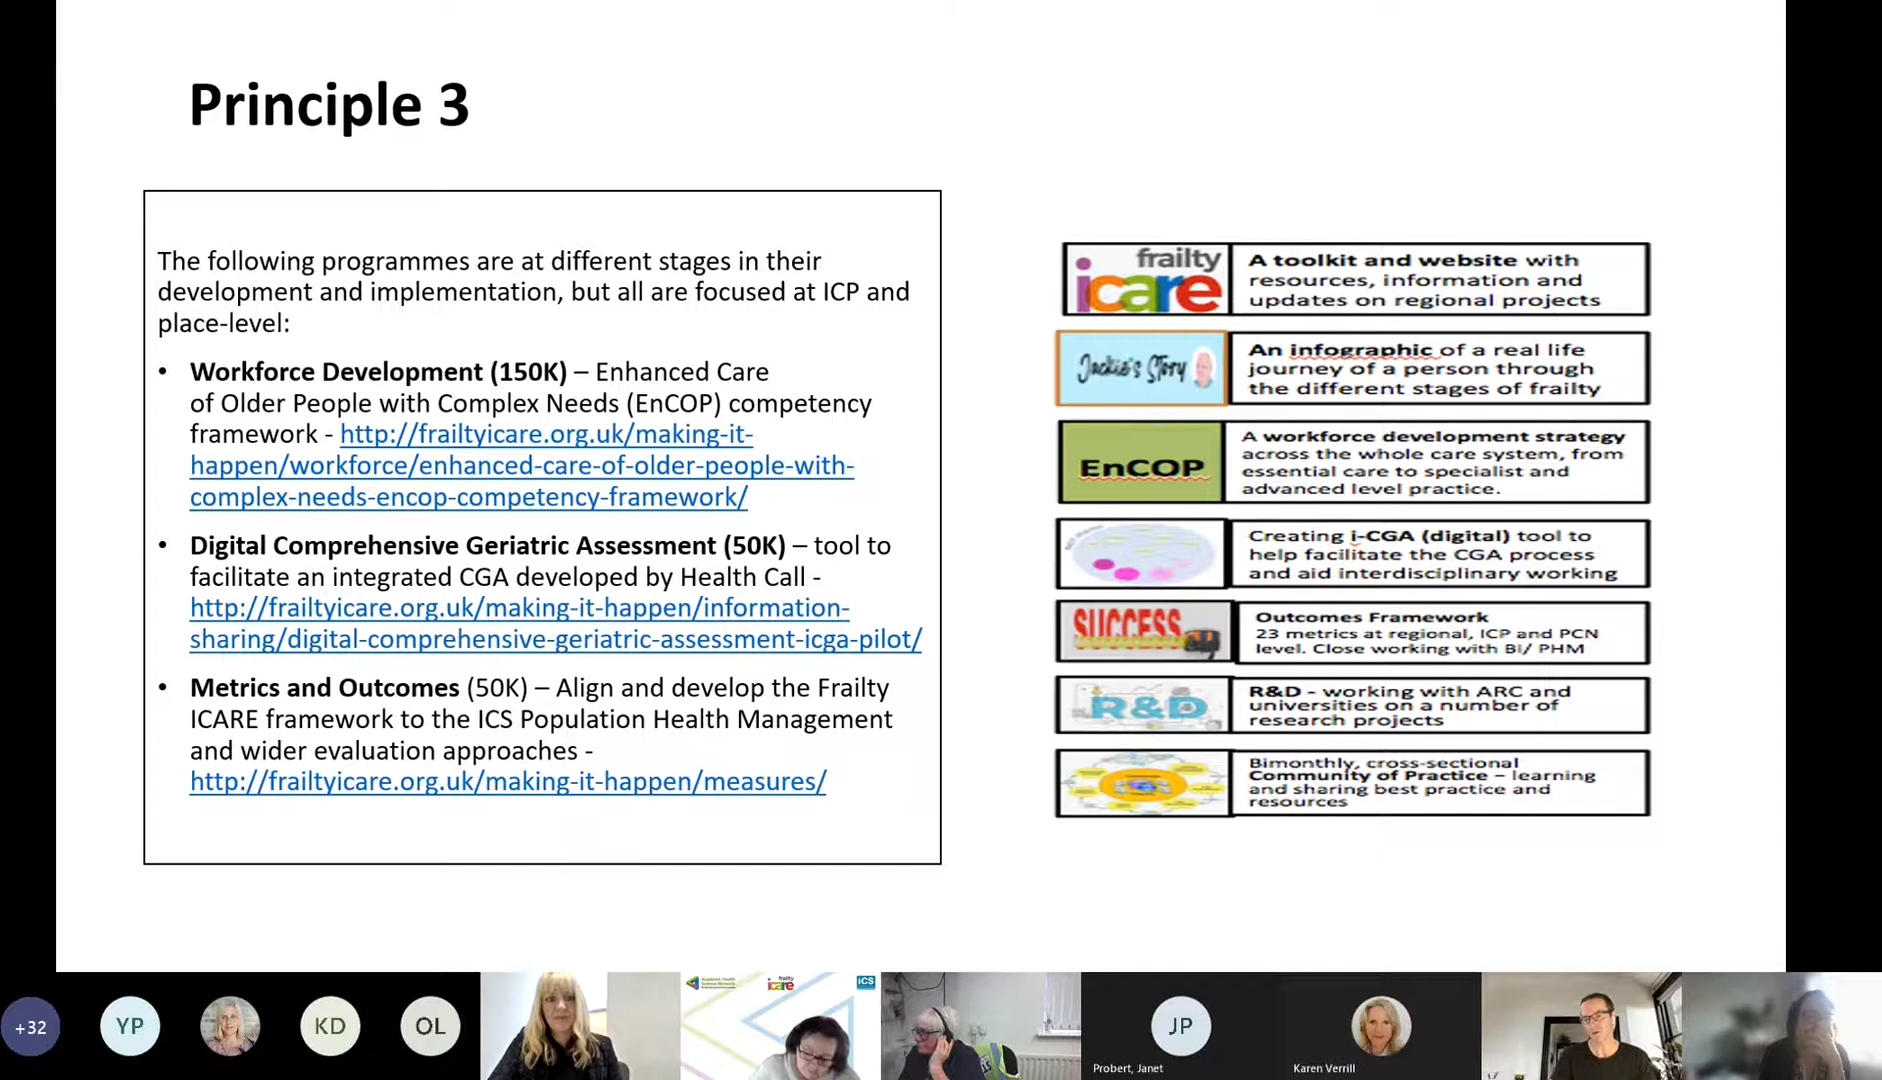 Principle 3
The following programmes are at different stages in their
development and implementation, but all are focused at ICP and
place-level:
• Workforce Development (150K) – Enhanced Care
of Older People with Complex Needs (EnCOP) competency
framework - http://frailtyicare.org.uk/making-it-
happen/workforce/enhanced-care-of-older-people-with-
complex-needs-encop-competency-framework/
• Digital Comprehensive Geriatric Assessment (50K) – tool to
facilitate an integrated CGA developed by Health Call -
http://frailtyicare.org.uk/making-it-happen/information-
sharing/digital-comprehensive-geriatric-assessment-icga-pilot/
• Metrics and Outcomes (50K) – Align and develop the Frailty
ICARE framework to the ICS Population Health Management
and wider evaluation approaches -
http://frailtyicare.org.uk/making-it-happen/measures/
frailty
icare
A toolkit and website with
resources, information and
updates on regional projects
Jackie's Story
An infographic of a real life
journey of a person through
the different stages of frailty
EnCOP
A workforce development strategy
across the whole care system, from
essential care to specialist and
advanced level practice.
Creating i-CGA (digital) tool to
help facilitate the CGA process
and aid interdisciplinary working
SUCCESS
Outcomes Framework
23 metrics at regional, ICP and PCN
level. Close working with BI/ PHM
R&D
R&D - working with ARC and
universities on a number of
research projects
Bimonthly, cross-sectional
Community of Practice – learning
and sharing best practice and
resources
+32
YP
KD
OL
frailty
icare
ICS
JP
Probert, Janet
Karen Verrill